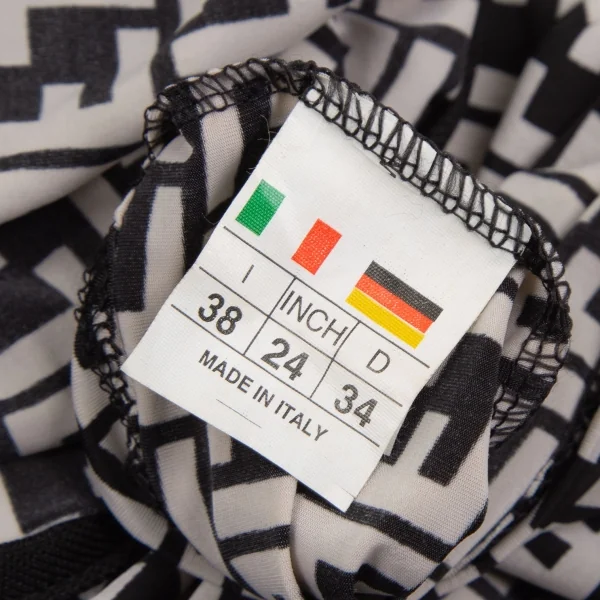 I INCH D
38 24 34
MADE IN ITALY